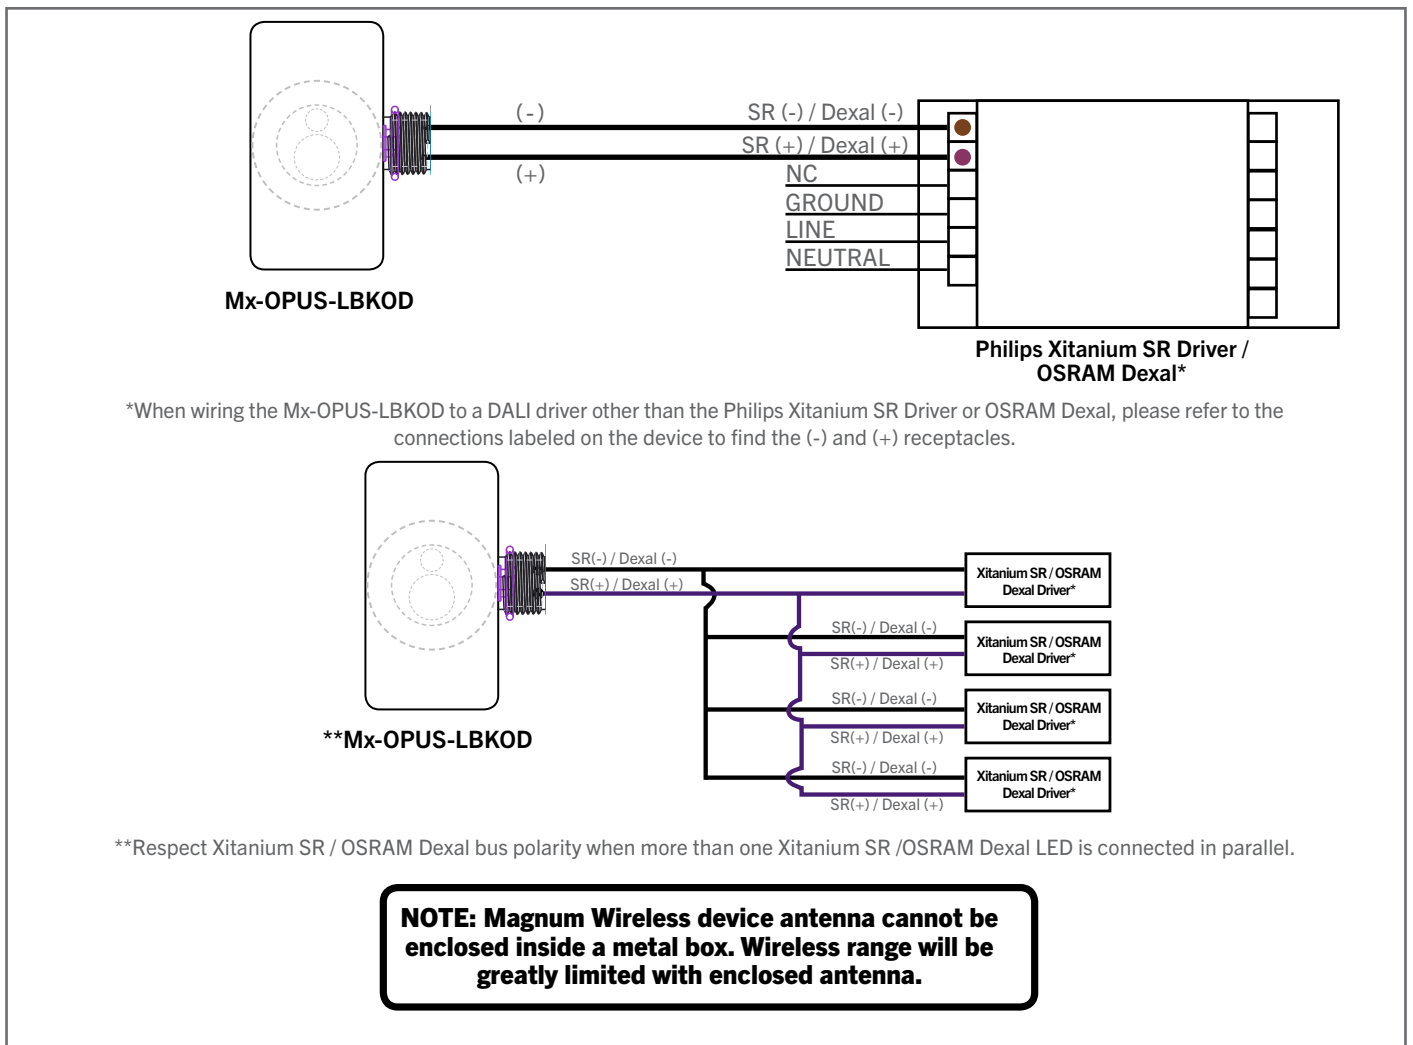 (-)
SR (-) / Dexal (-)
SR (+) / Dexal (+)
(+)
NC
GROUND
LINE
NEUTRAL
Mx-OPUS-LBKOD
Philips Xitanium SR Driver /
OSRAM Dexal*
*When wiring the Mx-OPUS-LBKOD to a DALI driver other than the Philips Xitanium SR Driver or OSRAM Dexal, please refer to the
connections labeled on the device to find the (-) and (+) receptacles.
SR(-) / Dexal (-)
SR(+) / Dexal (+)
Xitanium SR / OSRAM
Dexal Driver*
SR(-) / Dexal (-)
SR(+) / Dexal (+)
Xitanium SR / OSRAM
Dexal Driver*
SR(-) / Dexal (-)
SR(+) / Dexal (+)
Xitanium SR / OSRAM
Dexal Driver*
SR(-) / Dexal (-)
SR(+) / Dexal (+)
Xitanium SR / OSRAM
Dexal Driver*
**Mx-OPUS-LBKOD
**Respect Xitanium SR / OSRAM Dexal bus polarity when more than one Xitanium SR /OSRAM Dexal LED is connected in parallel.
NOTE: Magnum Wireless device antenna cannot be
enclosed inside a metal box. Wireless range will be
greatly limited with enclosed antenna.